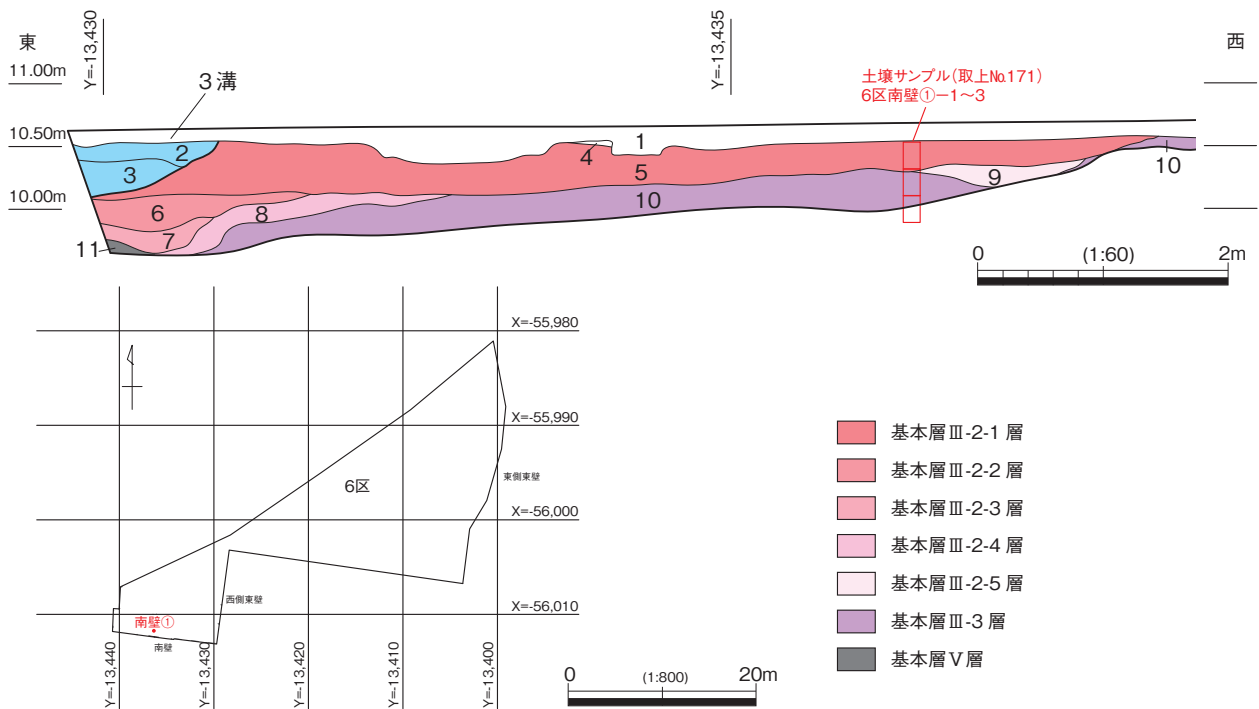 東
西
Y=-13,430
Y=-13,435
11.00m
10.50m
10.00m
3溝
土壌サンプル(取上№171)
6区南壁①−1〜3
1
2
3
4
5
6
7
8
9
10
10
11
0 (1:60) 2m
X=-55,980
X=-55,990
X=-56,000
X=-56,010
6区
東側東壁
西側東壁
南壁①
南壁
Y=-13,440
Y=-13,430
Y=-13,420
Y=-13,410
Y=-13,400
0 (1:800) 20m
基本層Ⅲ-2-1層
基本層Ⅲ-2-2層
基本層Ⅲ-2-3層
基本層Ⅲ-2-4層
基本層Ⅲ-2-5層
基本層Ⅲ-3層
基本層Ⅴ層